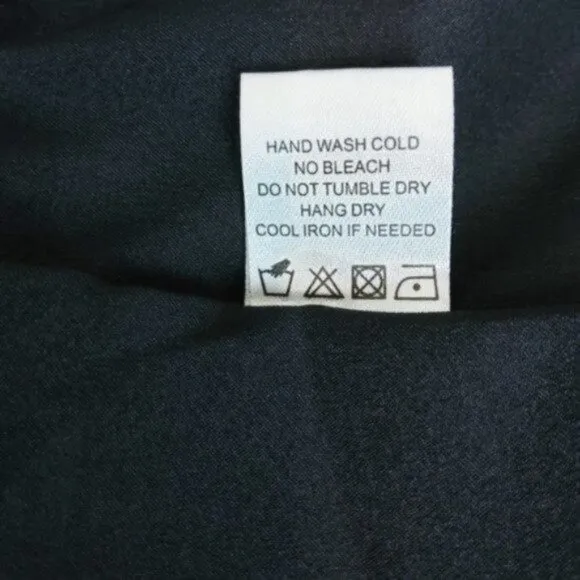 HAND WASH COLD
NO BLEACH
DO NOT TUMBLE DRY
HANG DRY
COOL IRON IF NEEDED